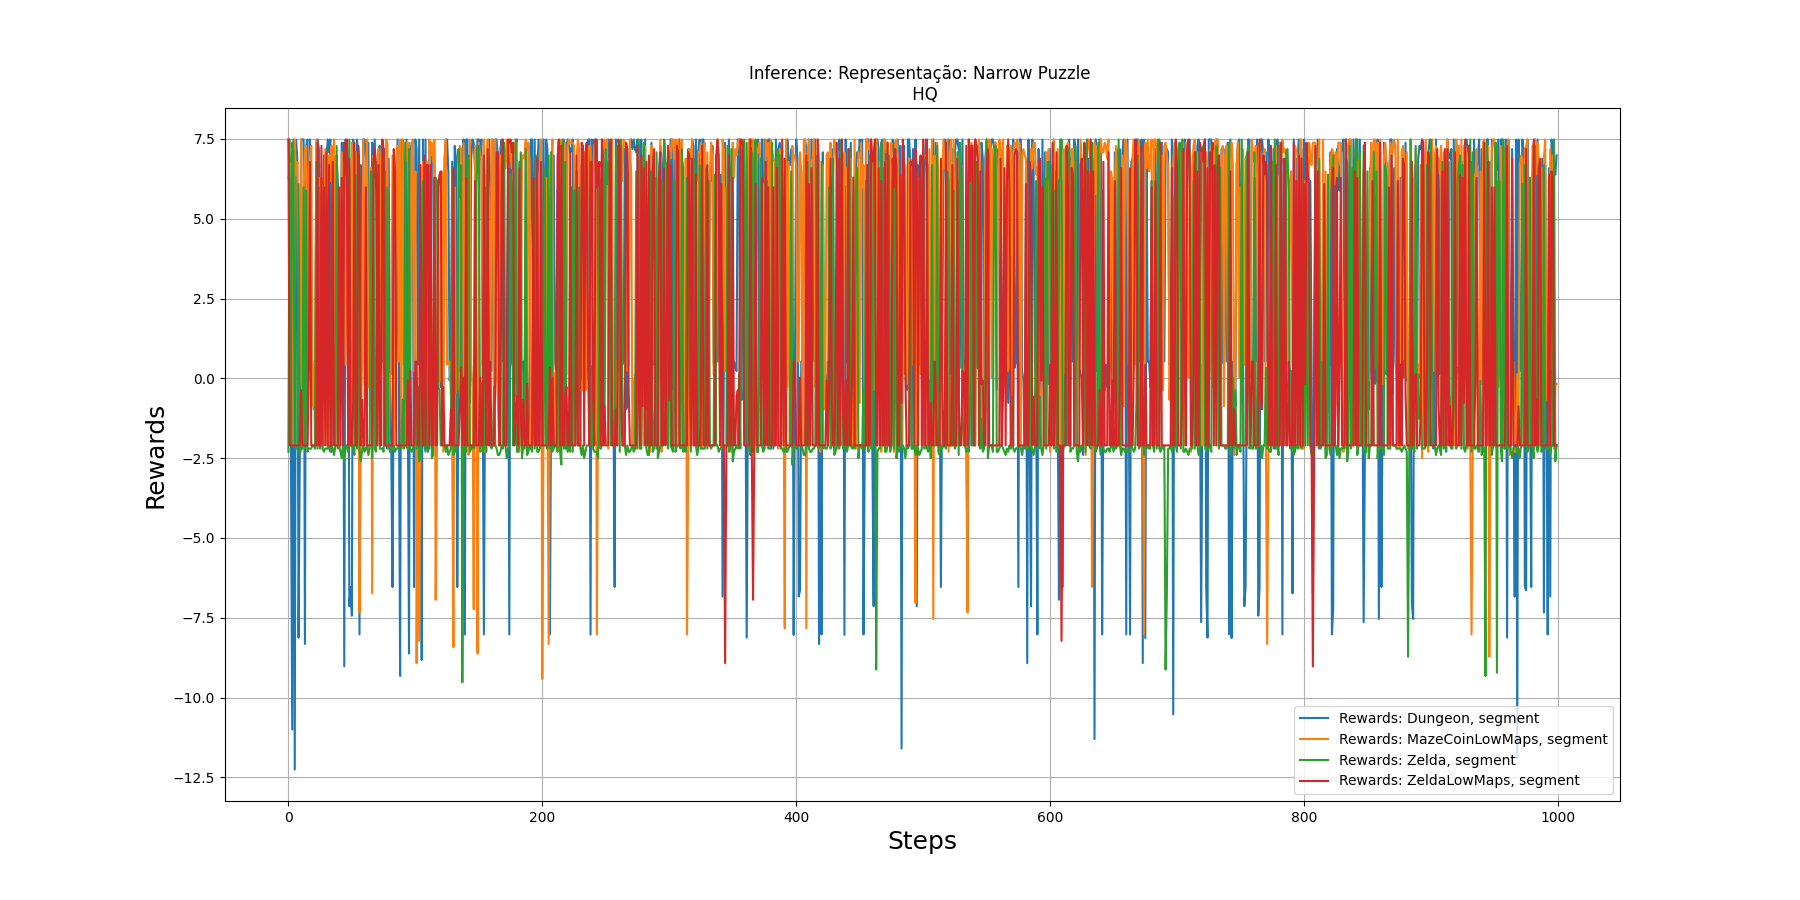 Inference: Representação: Narrow Puzzle
HQ
7.5
5.0
2.5
0.0
−2.5
−5.0
−7.5
−10.0
−12.5
Rewards
0
200
400
600
800
1000
Steps
Rewards: Dungeon, segment
Rewards: MazeCoinLowMaps, segment
Rewards: Zelda, segment
Rewards: ZeldaLowMaps, segment